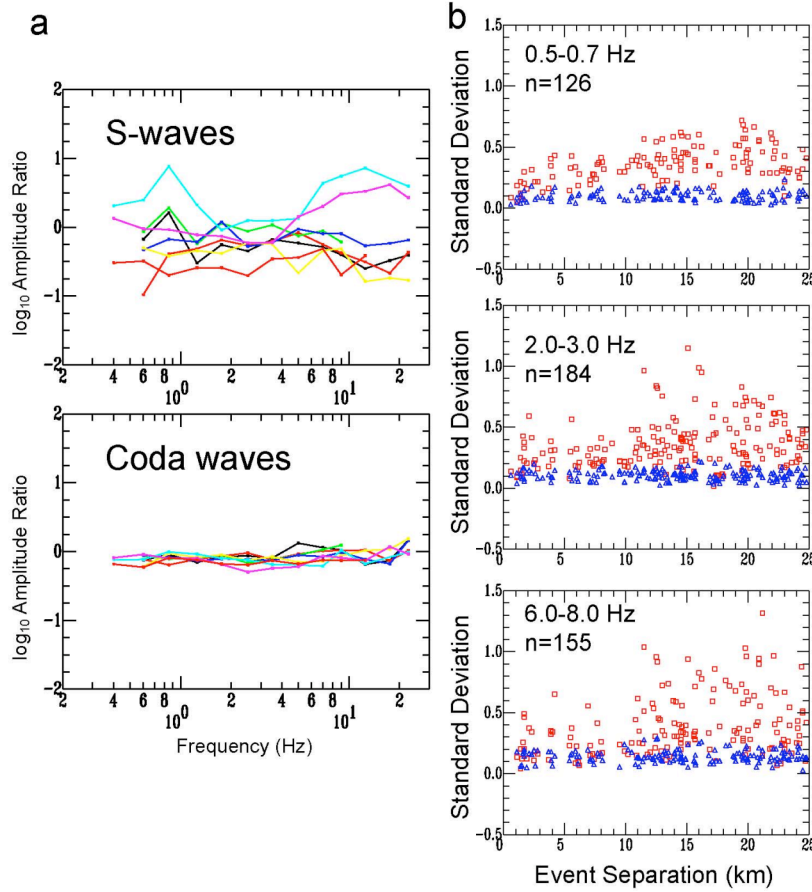 a
S-waves
log₁₀ Amplitude Ratio
2
1
0
-1
-2
2 4 6 8 10⁰ 2 4 6 8 10¹ 2
Coda waves
log₁₀ Amplitude Ratio
2
1
0
-1
-2
2 4 6 8 10⁰ 2 4 6 8 10¹ 2
Frequency (Hz)
b
0.5-0.7 Hz
n=126
Standard Deviation
1.5
1.0
0.5
0.0
-0.5
0 5 10 15 20 25
2.0-3.0 Hz
n=184
Standard Deviation
1.5
1.0
0.5
0.0
-0.5
0 5 10 15 20 25
6.0-8.0 Hz
n=155
Standard Deviation
1.5
1.0
0.5
0.0
-0.5
0 5 10 15 20 25
Event Separation (km)